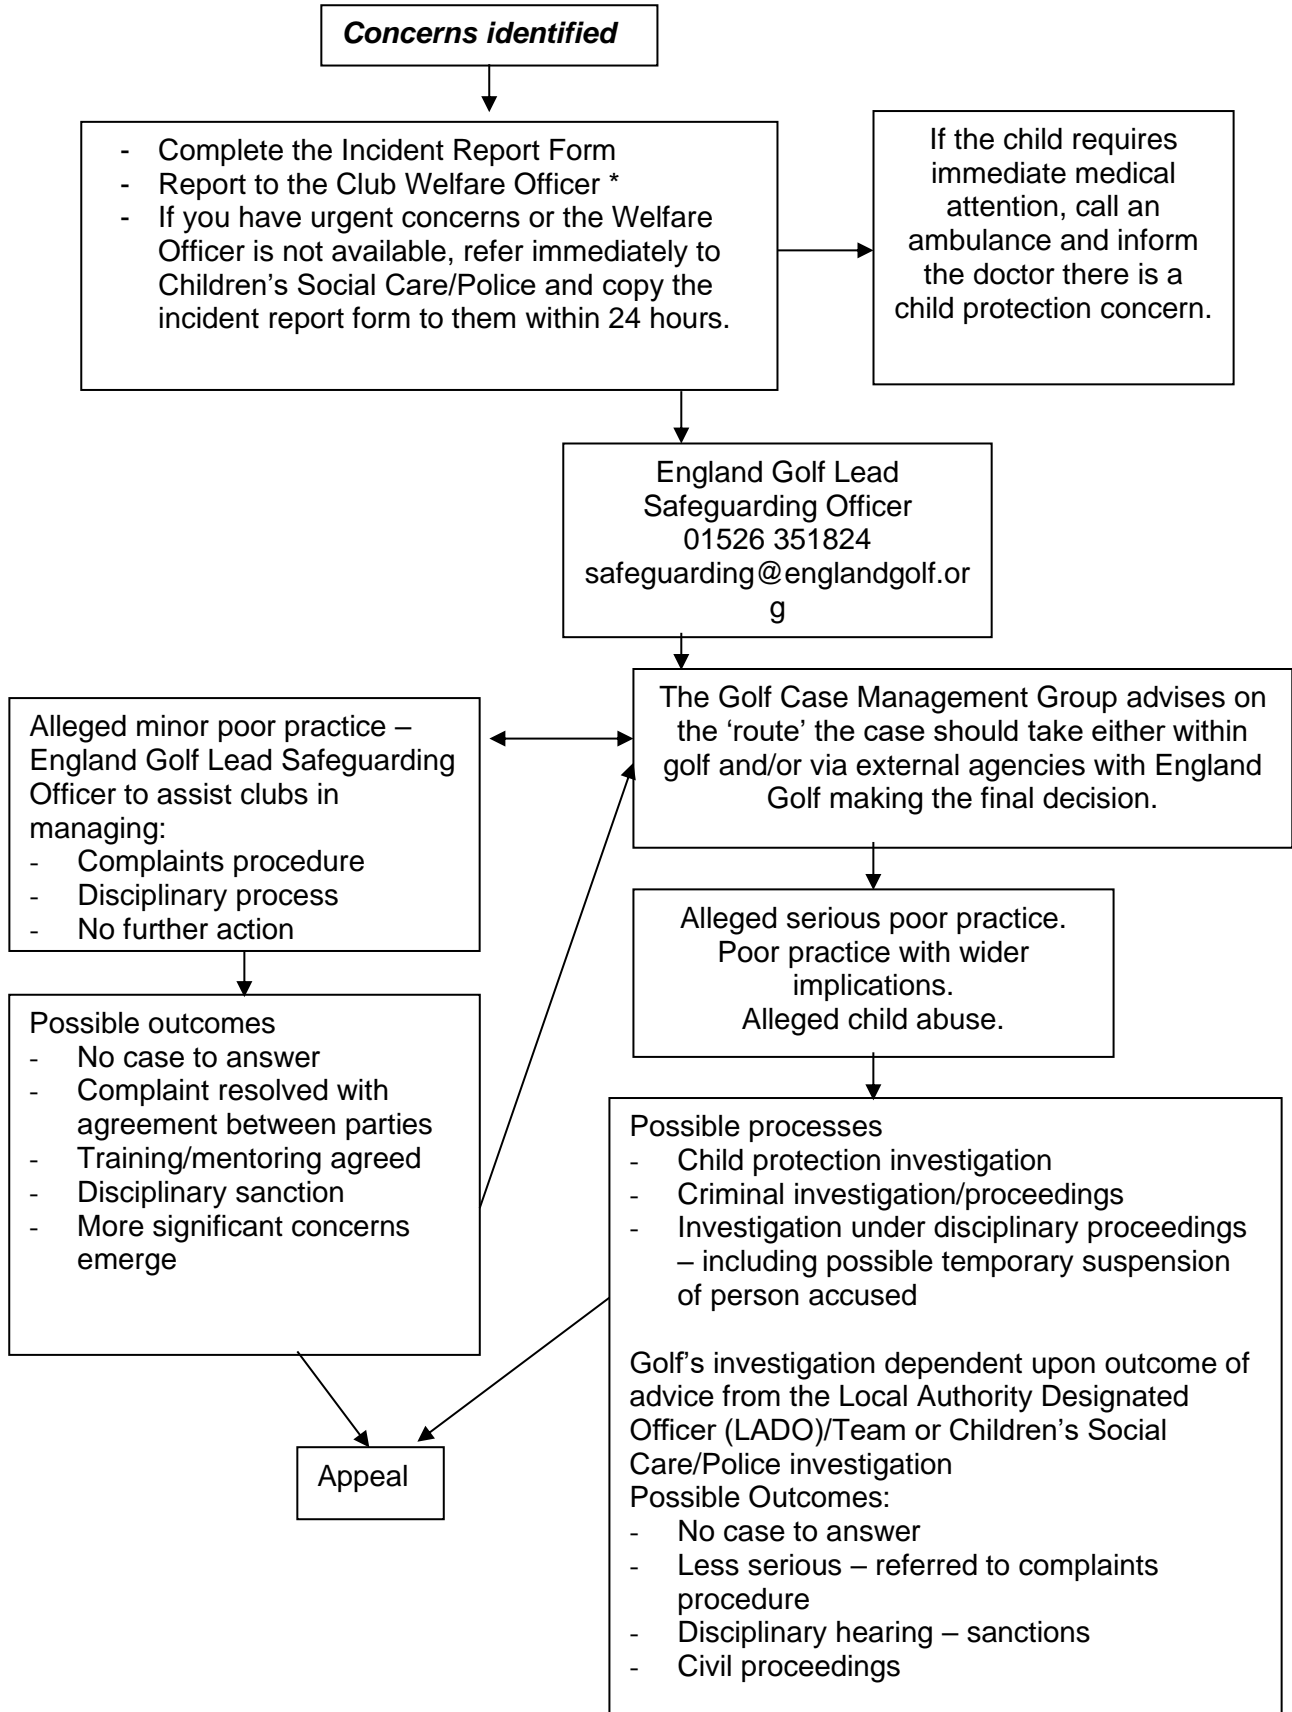 Concerns identified
- Complete the Incident Report Form
- Report to the Club Welfare Officer *
- If you have urgent concerns or the Welfare
Officer is not available, refer immediately to
Children’s Social Care/Police and copy the
incident report form to them within 24 hours.
If the child requires
immediate medical
attention, call an
ambulance and inform
the doctor there is a
child protection concern.
England Golf Lead
Safeguarding Officer
01526 351824
safeguarding@englandgolf.or
g
The Golf Case Management Group advises on
the ‘route’ the case should take either within
golf and/or via external agencies with England
Golf making the final decision.
Alleged minor poor practice –
England Golf Lead Safeguarding
Officer to assist clubs in
managing:
- Complaints procedure
- Disciplinary process
- No further action
Alleged serious poor practice.
Poor practice with wider
implications.
Alleged child abuse.
Possible outcomes
- No case to answer
- Complaint resolved with
agreement between parties
- Training/mentoring agreed
- Disciplinary sanction
- More significant concerns
emerge
Possible processes
- Child protection investigation
- Criminal investigation/proceedings
- Investigation under disciplinary proceedings
– including possible temporary suspension
of person accused
Golf’s investigation dependent upon outcome of
advice from the Local Authority Designated
Officer (LADO)/Team or Children’s Social
Care/Police investigation
Possible Outcomes:
- No case to answer
- Less serious – referred to complaints
procedure
- Disciplinary hearing – sanctions
- Civil proceedings
Appeal